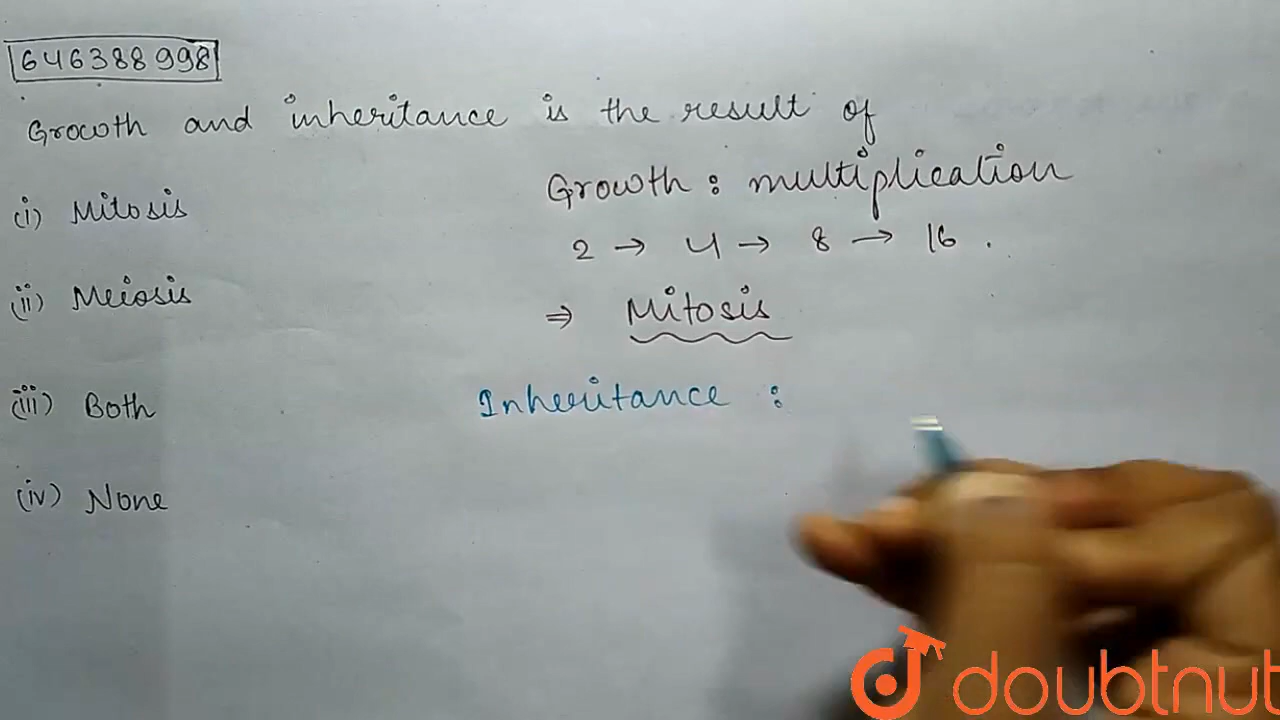 646388998
Growth and inheritance is the result of
(i) Mitosis
(ii) Meiosis
(iii) Both
(iv) None
Growth : multiplication
2 → 4 → 8 → 16 .
⇒ Mitosis
Inheritance :
doubtnut